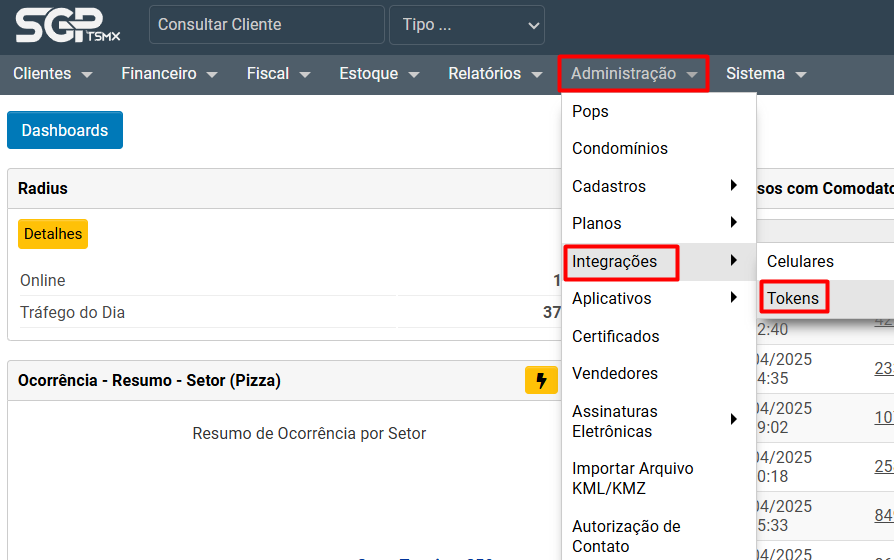 SGP
TSMX
Consultar Cliente
Tipo ...
Clientes
Financeiro
Fiscal
Estoque
Relatórios
Administração
Sistema
Dashboards
Radius
Detalhes
Online
1
Tráfego do Dia
37
Ocorrência - Resumo - Setor (Pizza)
Resumo de Ocorrência por Setor
Pops
Condomínios
Cadastros
Planos
Integrações
Aplicativos
Certificados
Vendedores
Assinaturas
Eletrônicas
Importar Arquivo
KML/KMZ
Autorização de
Contato
Celulares
Tokens
sos com Comodato
2:40
04/2025
4:35
23
04/2025
9:02
10
04/2025
0:18
25
04/2025
5:33
84
04/2025